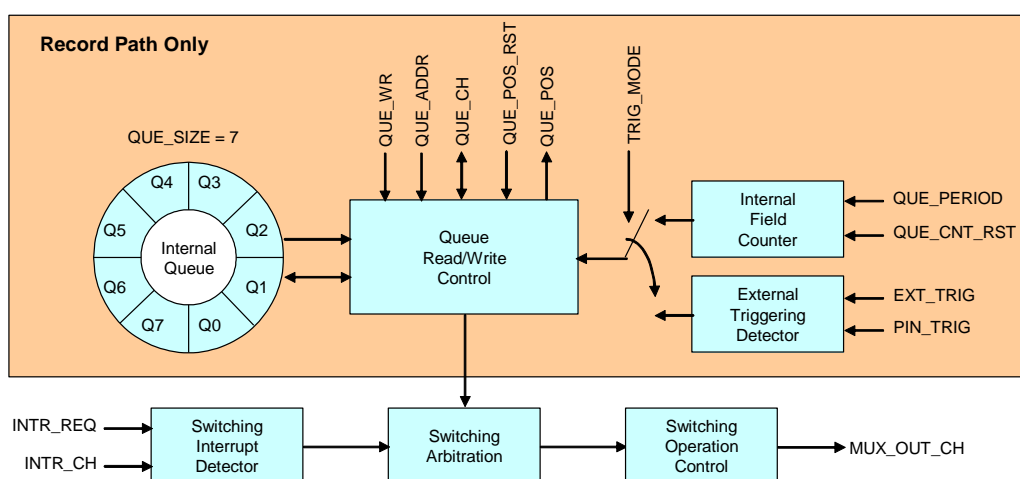 Record Path Only
QUE_WR
QUE_ADDR
QUE_CH
QUE_POS_RST
QUE_POS
TRIG_MODE
QUE_SIZE = 7
Q4
Q3
Q5
Q2
Q6
Q1
Q7
Q0
Internal
Queue
Queue
Read/Write
Control
Internal
Field
Counter
QUE_PERIOD
QUE_CNT_RST
External
Triggering
Detector
EXT_TRIG
PIN_TRIG
INTR_REQ
INTR_CH
Switching
Interrupt
Detector
Switching
Arbitration
Switching
Operation
Control
MUX_OUT_CH